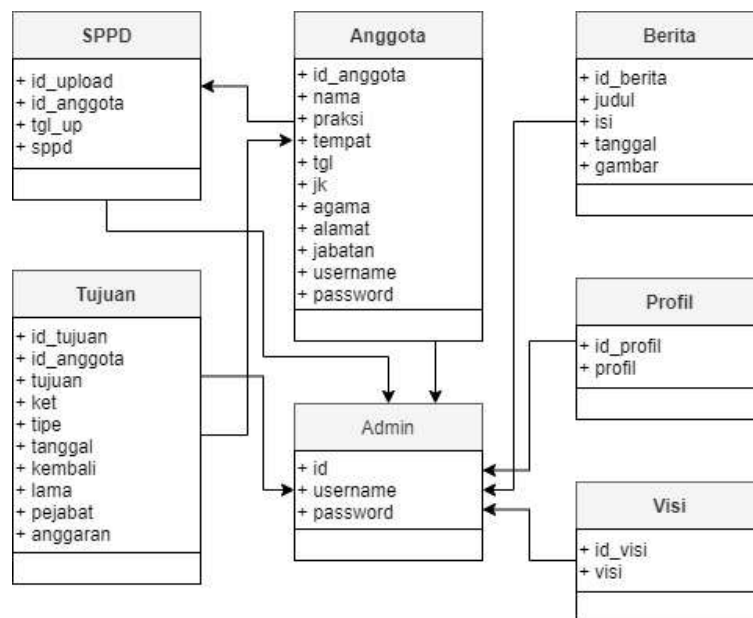 SPPD
+ id_upload
+ id_anggota
+ tgl_up
+ sppd
Anggota
+ id_anggota
+ nama
+ praksi
+ tempat
+ tgl
+ jk
+ agama
+ alamat
+ jabatan
+ username
+ password
Berita
+ id_berita
+ judul
+ isi
+ tanggal
+ gambar
Tujuan
+ id_tujuan
+ id_anggota
+ tujuan
+ ket
+ tipe
+ tanggal
+ kembali
+ lama
+ pejabat
+ anggaran
Admin
+ id
+ username
+ password
Profil
+ id_profil
+ profil
Visi
+ id_visi
+ visi